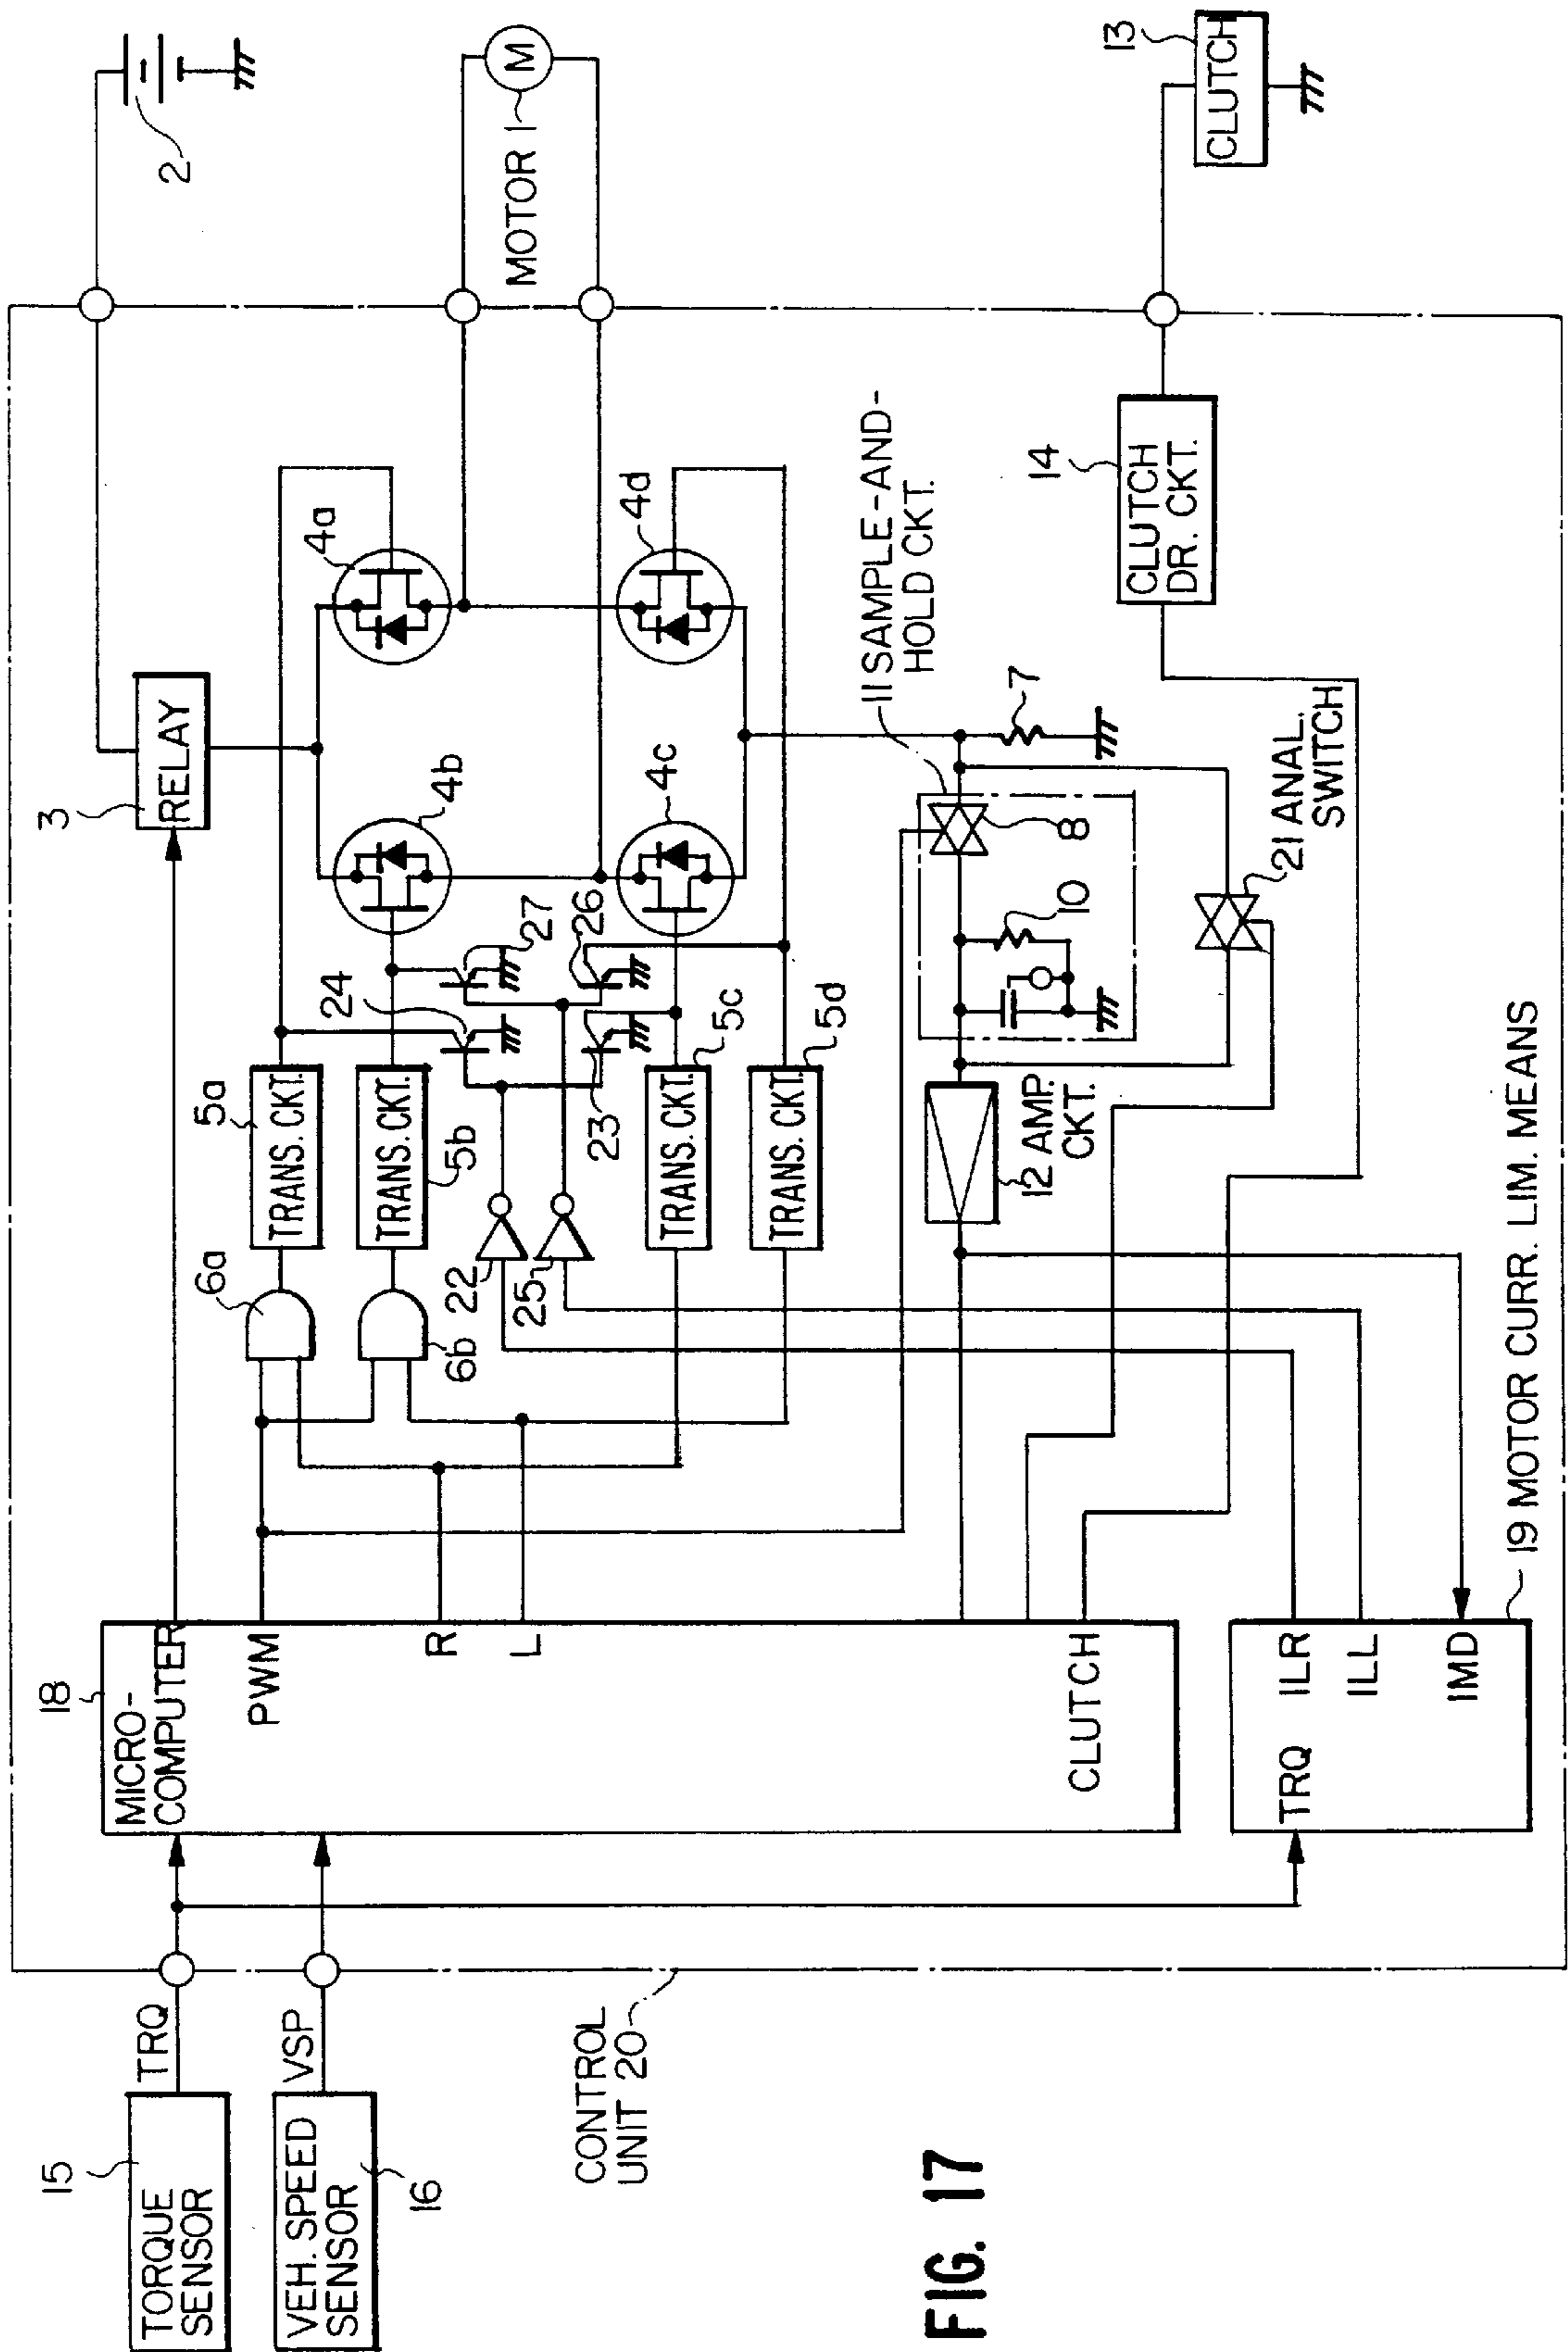 FIG. 17
15
TORQUE
SENSOR
TRQ
VEH. SPEED
SENSOR
16
VSP
CONTROL
UNIT 20
18
MICRO-
COMPUTER
PWM
R
L
CLUTCH
TRQ
ILR
ILL
IMD
19 MOTOR CURR. LIM. MEANS
6a
6b
5a
TRANS. CKT.
TRANS. CKT.
5b
22
25
TRANS. CKT.
5c
TRANS. CKT.
5d
24
27
23
26
12 AMP.
CKT.
3
RELAY
4b
4a
4c
4d
11 SAMPLE-AND-
HOLD CKT.
8
10
7
21 ANAL.
SWITCH
14
CLUTCH
DR. CKT.
2
MOTOR 1
M
13
CLUTCH